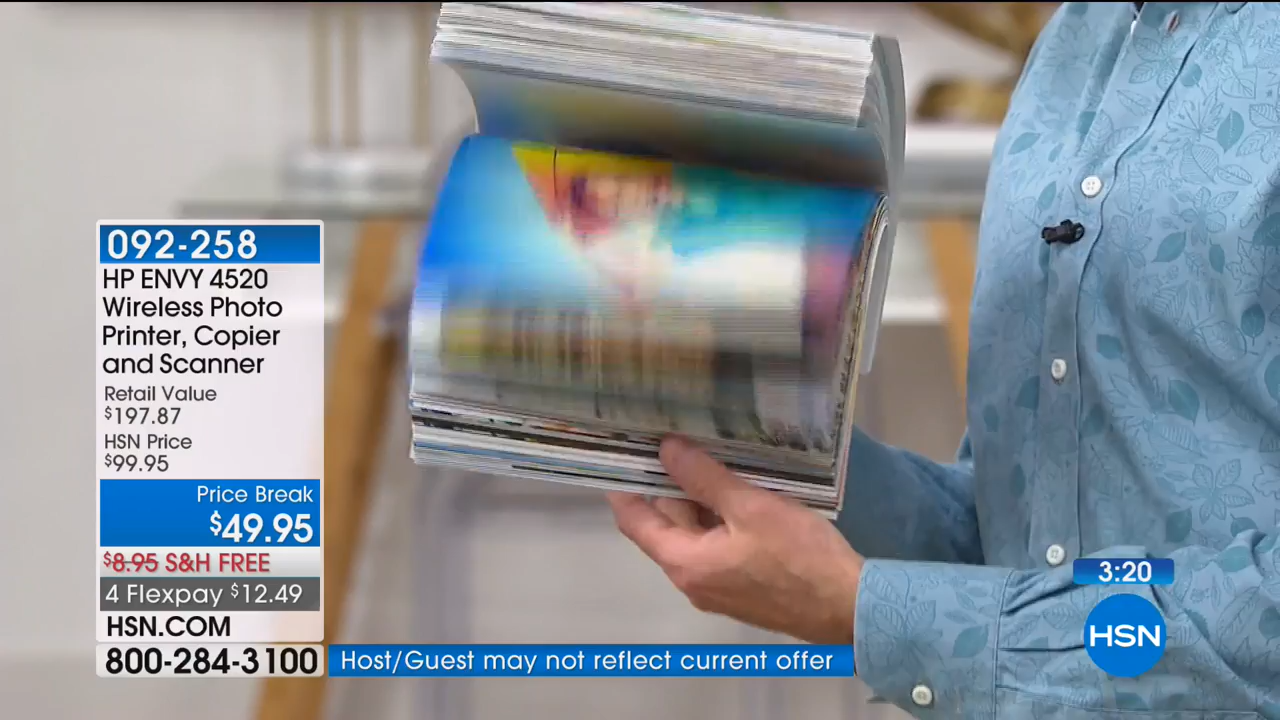 092-258
HP ENVY 4520
Wireless Photo
Printer, Copier
and Scanner
Retail Value
$197.87
HSN Price
$99.95
Price Break
$49.95
$8.95 S&H FREE
4 Flexpay $12.49
HSN.COM
800-284-3100
Host/Guest may not reflect current offer
3:20
HSN